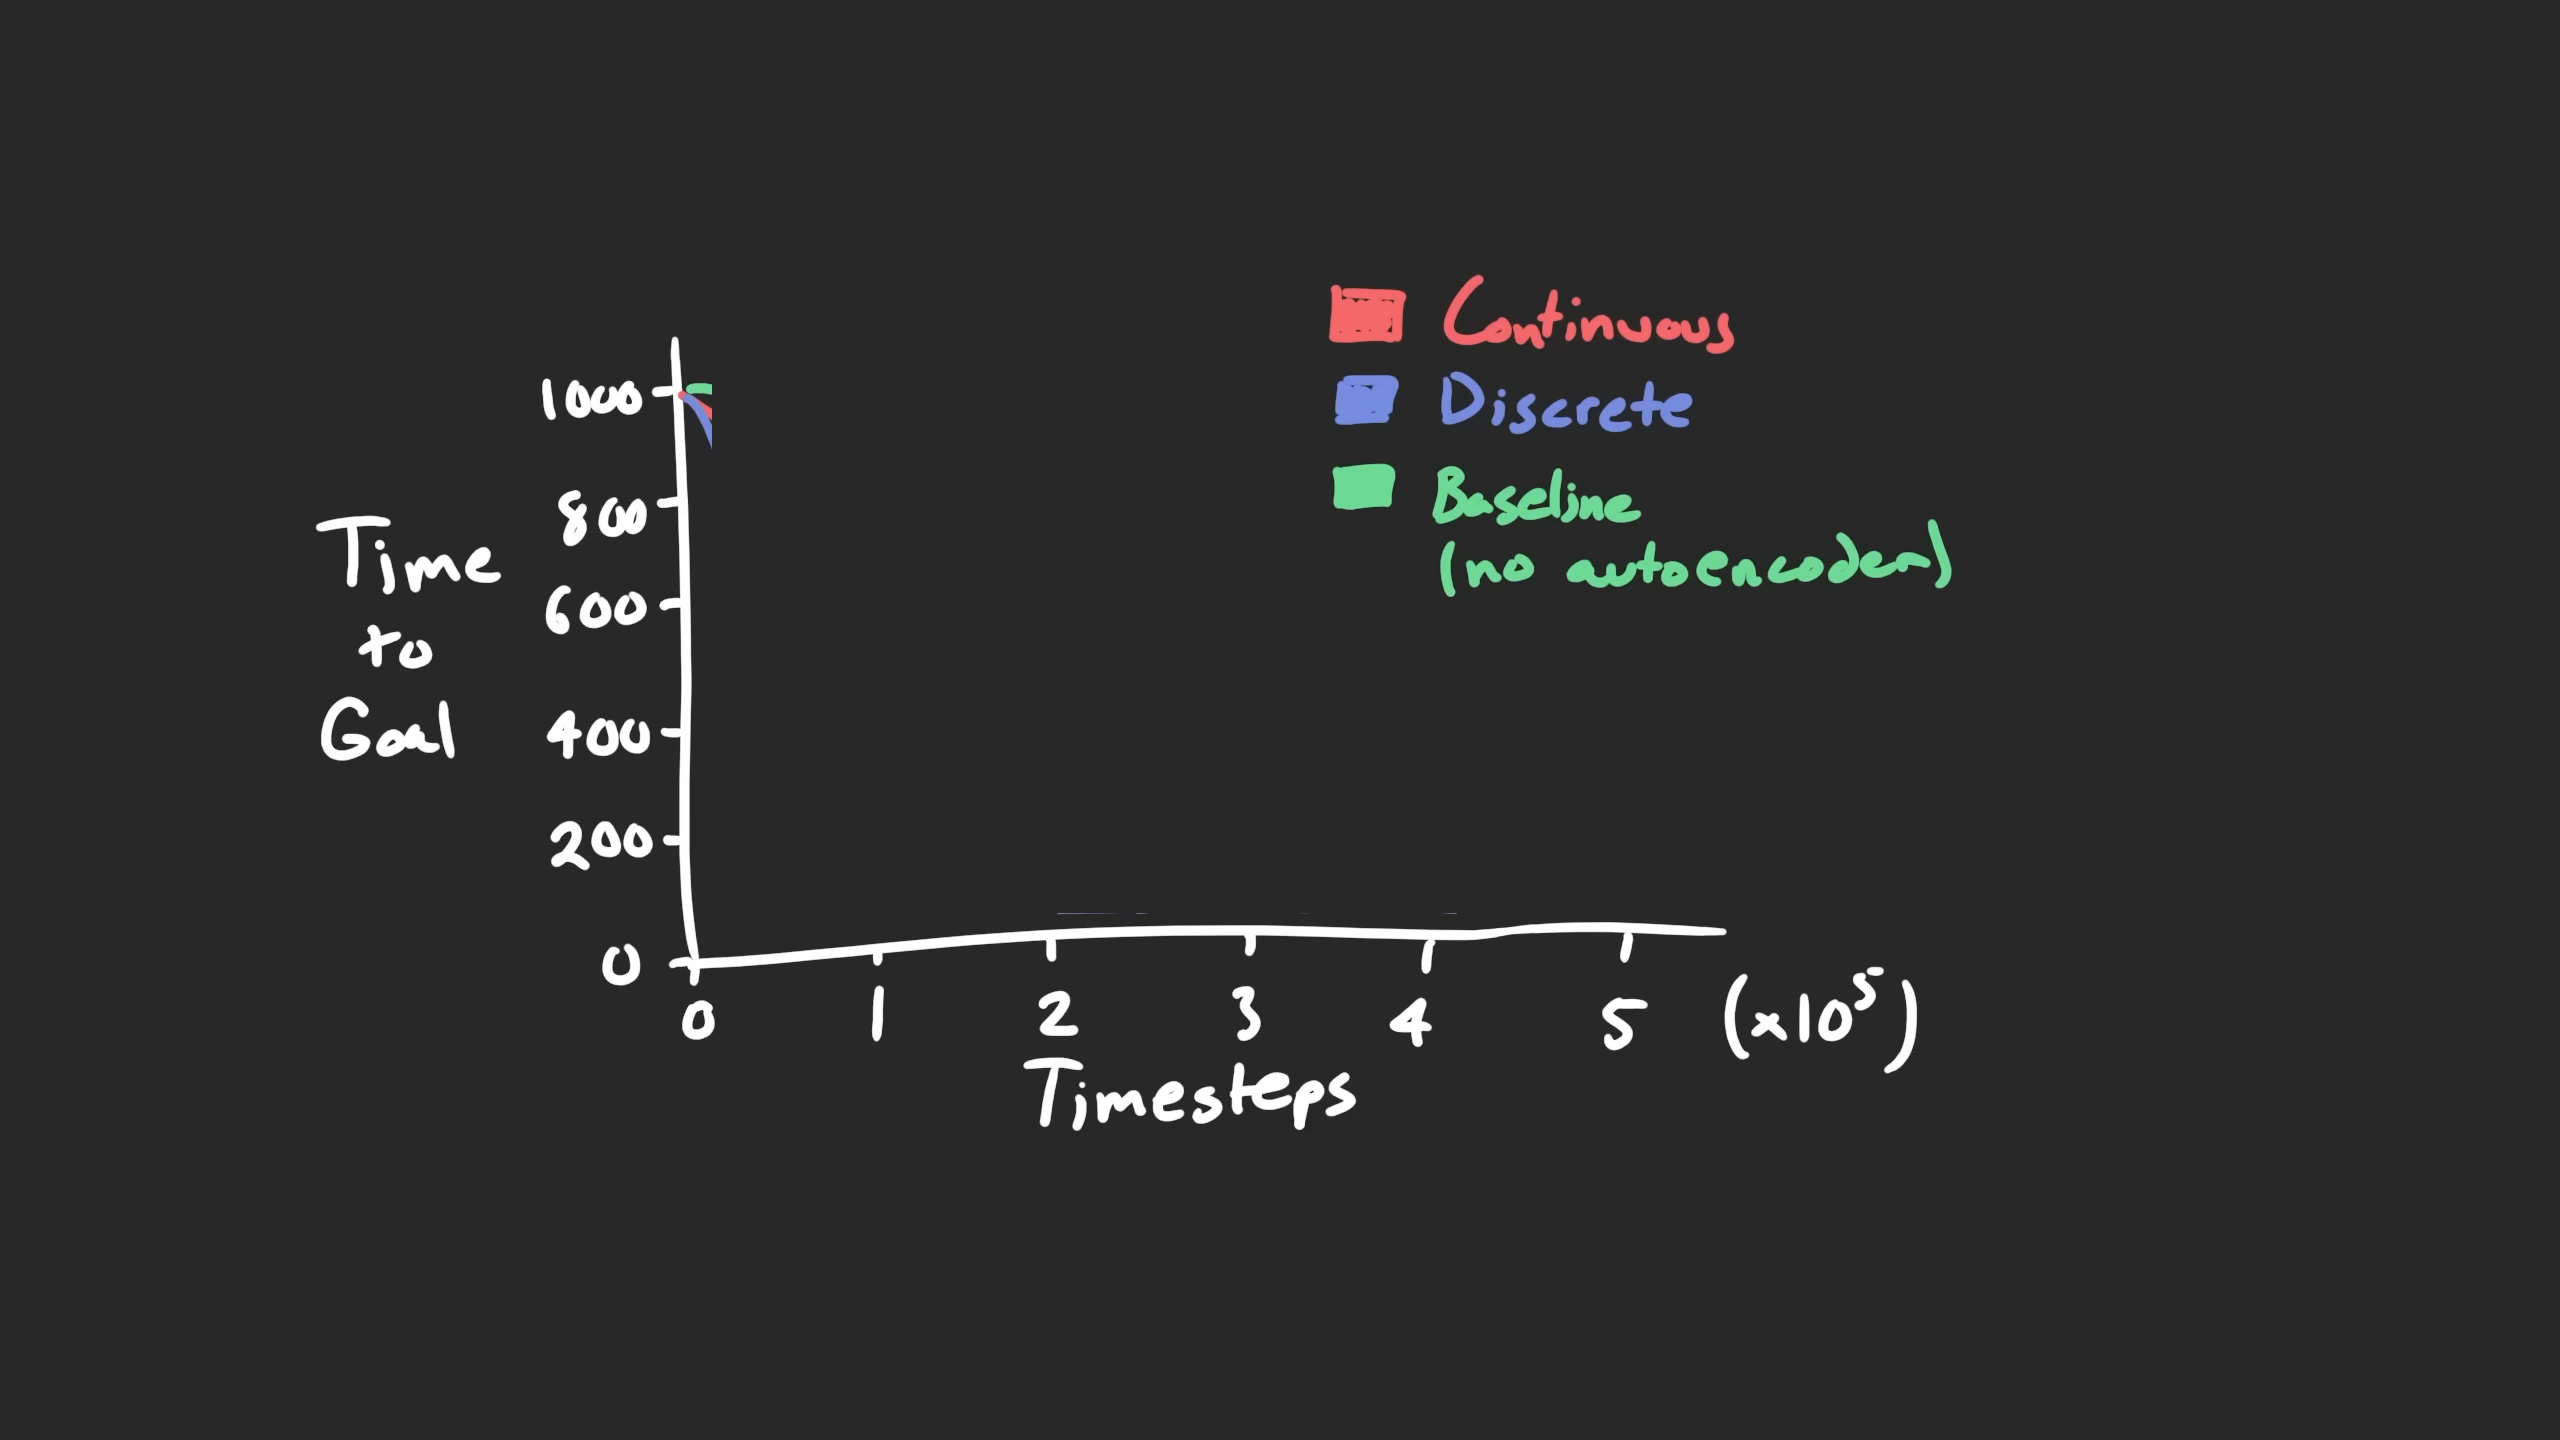 Continuous
Discrete
Baseline
(no autoencoder)
Time
to
Goal
1000
800
600
400
200
0
0 1 2 3 4 5 (x10⁵)
Timesteps